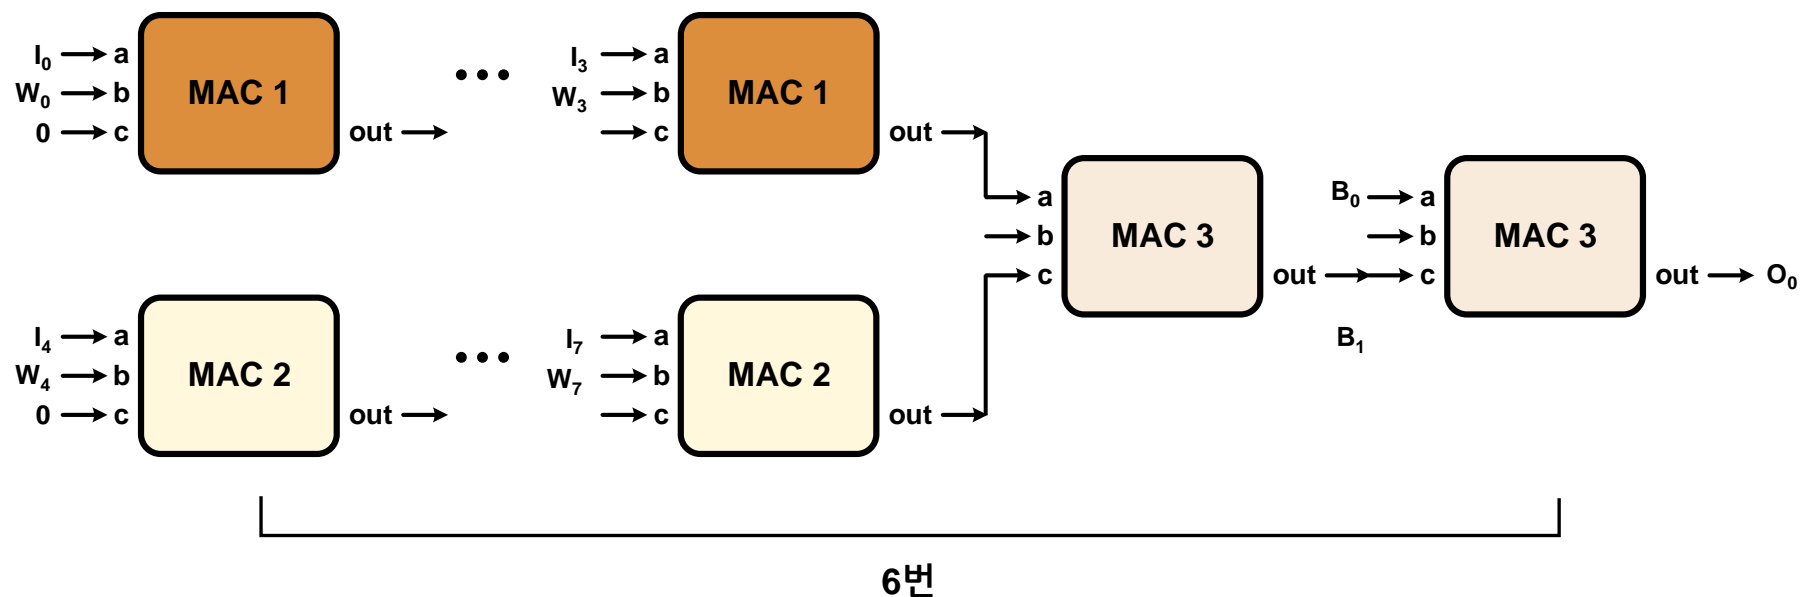 I₀ a
W₀ b MAC 1
0 c out
I₃ a
W₃ b MAC 1
c out
I₄ a
W₄ b MAC 2
0 c out
I₇ a
W₇ b MAC 2
c out
a
b MAC 3
c out
B₀ a
b MAC 3
c out O₀
B₁
6번